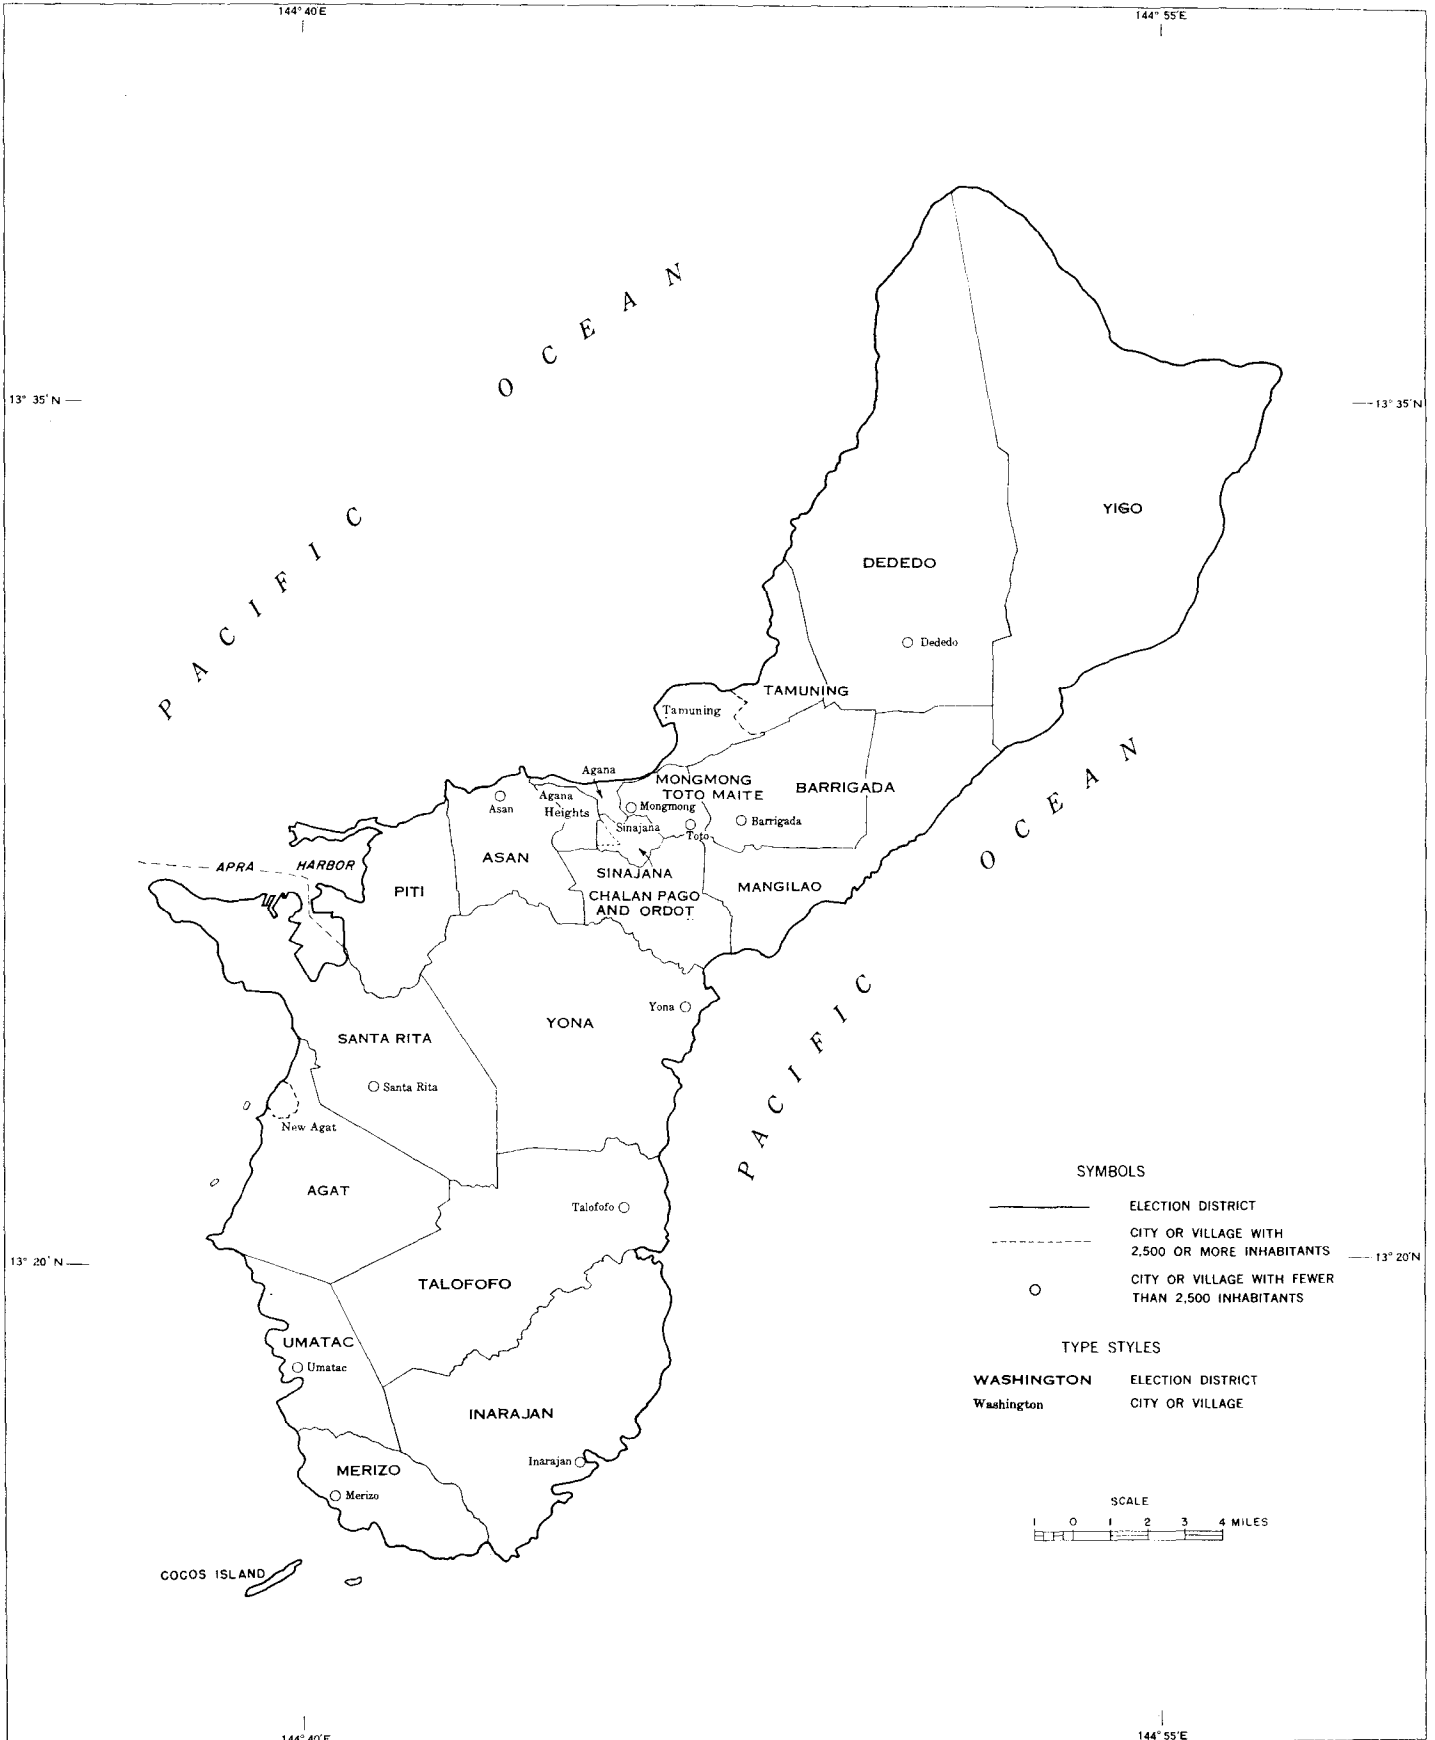 144° 40'E
144° 55'E
PACIFIC OCEAN
13° 35' N
13° 35' N
YIGO
DEDEDO
Dededo
TAMUNING
Tamuning
Agana
MONGMONG
TOTO MAITE
BARRIGADA
Asan
Agana
Heights
Mongmong
Barrigada
Sinajana
Toto
ASAN
APRA HARBOR
PITI
SINAJANA
MANGILAO
CHALAN PAGO
AND ORDOT
PACIFIC OCEAN
Yona
YONA
SANTA RITA
Santa Rita
New Agat
AGAT
Talofofo
13° 20' N
13° 20' N
TALOFOFO
UMATAC
Umatac
INARAJAN
Inarajan
MERIZO
Merizo
COCOS ISLAND
SYMBOLS
ELECTION DISTRICT
CITY OR VILLAGE WITH
2,500 OR MORE INHABITANTS
CITY OR VILLAGE WITH FEWER
THAN 2,500 INHABITANTS
TYPE STYLES
WASHINGTON ELECTION DISTRICT
Washington CITY OR VILLAGE
SCALE
1 0 1 2 3 4 MILES
144° 40'E
144° 55'E